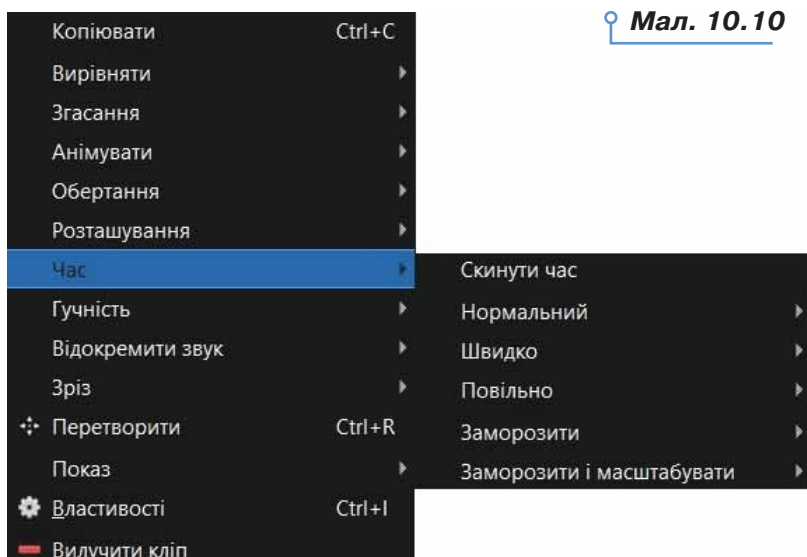 Мал. 10.10
Копіювати Ctrl+C
Вирівняти
Згасання
Анімувати
Обертання
Розташування
Час
Гучність
Відокремити звук
Зріз
Перетворити Ctrl+R
Показ
Властивості Ctrl+I
Вилучити кліп
Скинути час
Нормальний
Швидко
Повільно
Заморозити
Заморозити і масштабувати